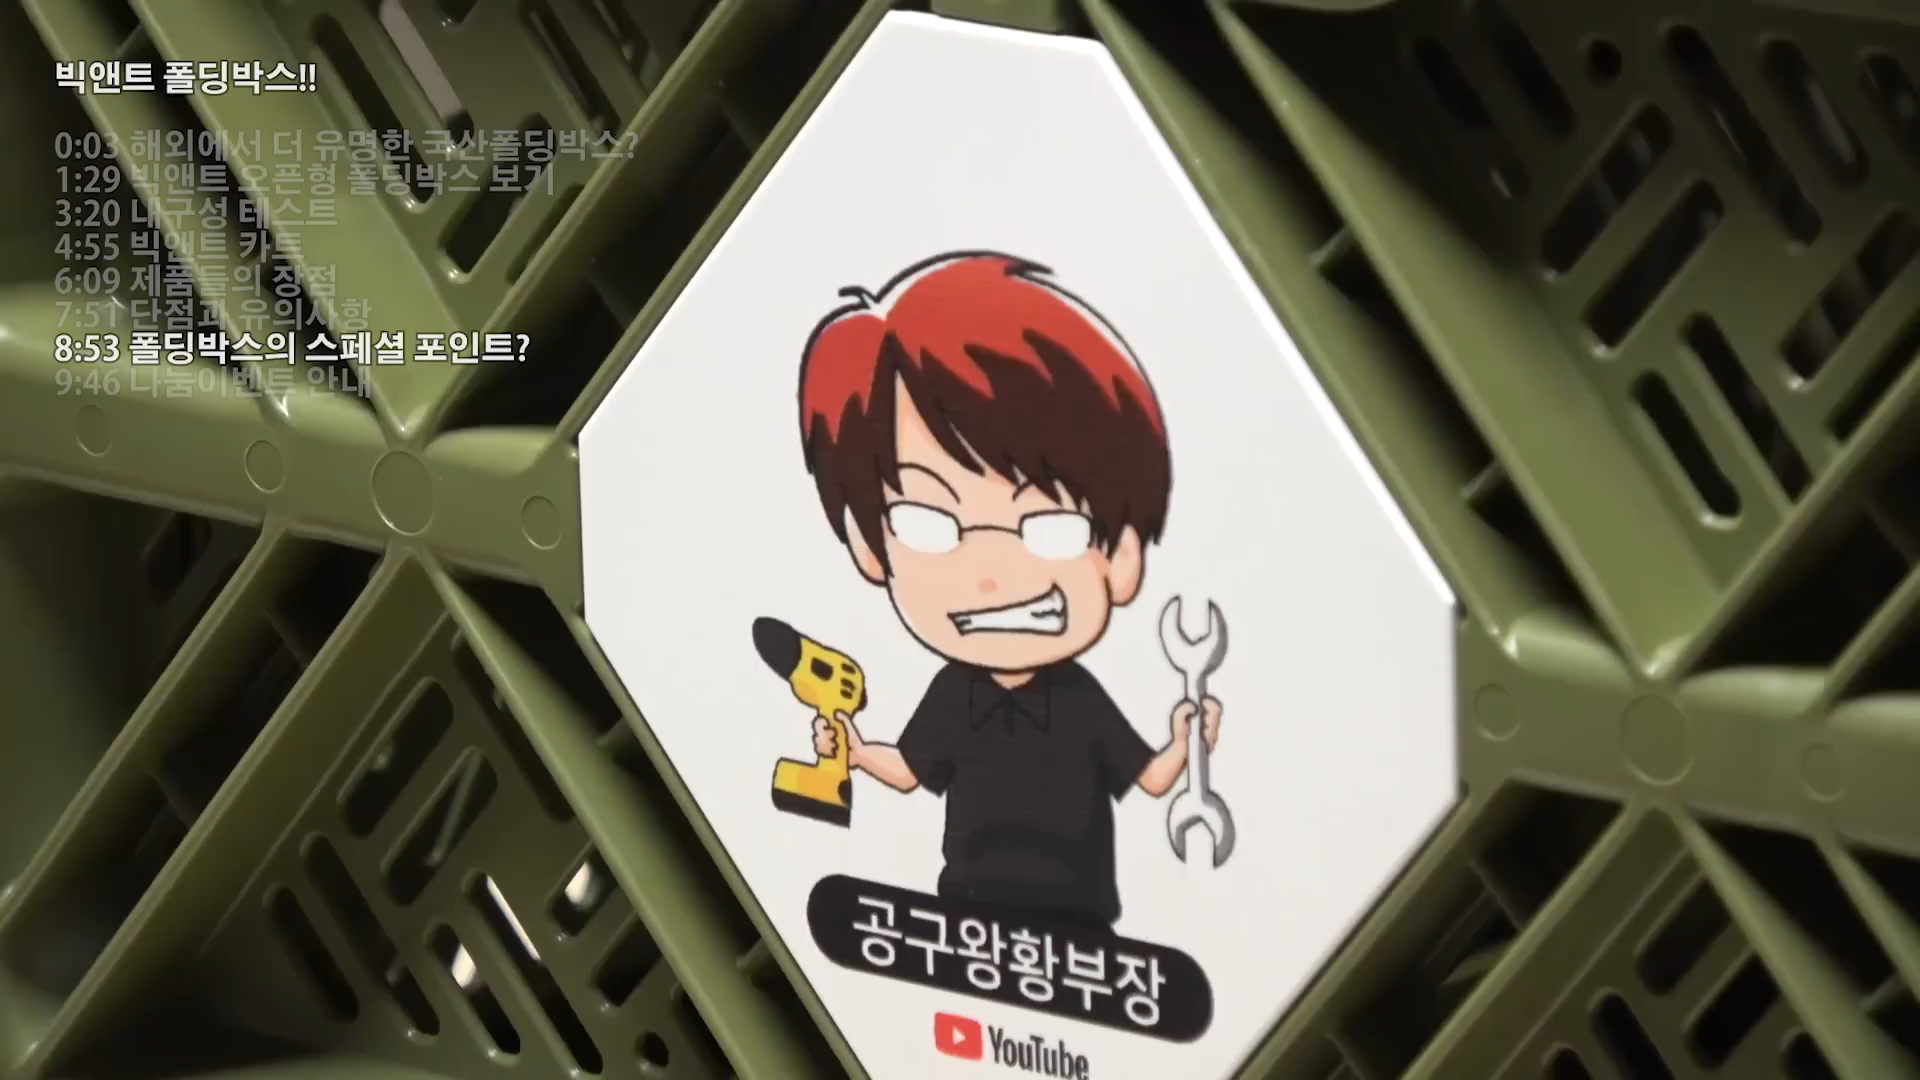 빅앤트 폴딩박스!!
0:03 해외에서 더 유명한 국산폴딩박스?
1:29 빅앤트 오픈형 폴딩박스 보기
3:20 내구성 테스트
4:55 빅앤트 카트
6:09 제품들의 장점
7:51 단점과 유의사항
8:53 폴딩박스의 스페셜 포인트?
9:46 나눔이벤트 안내
공구왕황부장
YouTube